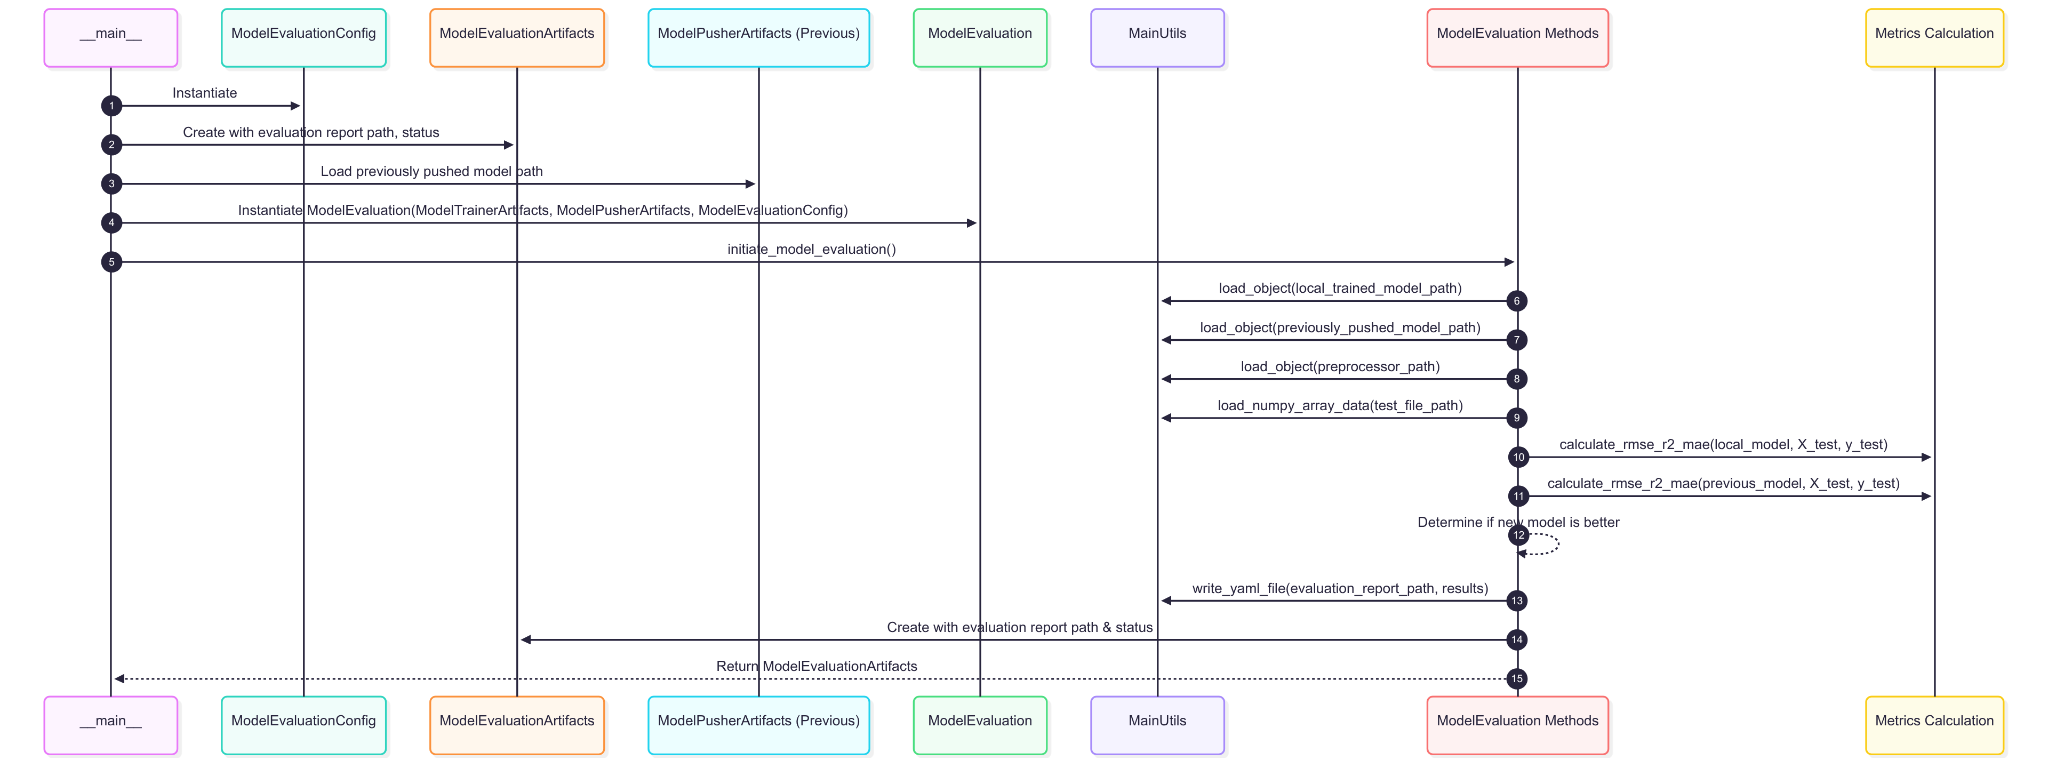 __main__
ModelEvaluationConfig
ModelEvaluationArtifacts
ModelPusherArtifacts (Previous)
ModelEvaluation
MainUtils
ModelEvaluation Methods
Metrics Calculation
Instantiate
1
Create with evaluation report path, status
2
Load previously pushed model path
3
Instantiate ModelEvaluation(ModelTrainerArtifacts, ModelPusherArtifacts, ModelEvaluationConfig)
4
initiate_model_evaluation()
5
load_object(local_trained_model_path)
6
load_object(previously_pushed_model_path)
7
load_object(preprocessor_path)
8
load_numpy_array_data(test_file_path)
9
calculate_rmse_r2_mae(local_model, X_test, y_test)
10
calculate_rmse_r2_mae(previous_model, X_test, y_test)
11
Determine if new model is better
12
write_yaml_file(evaluation_report_path, results)
13
Create with evaluation report path & status
14
Return ModelEvaluationArtifacts
15
__main__
ModelEvaluationConfig
ModelEvaluationArtifacts
ModelPusherArtifacts (Previous)
ModelEvaluation
MainUtils
ModelEvaluation Methods
Metrics Calculation